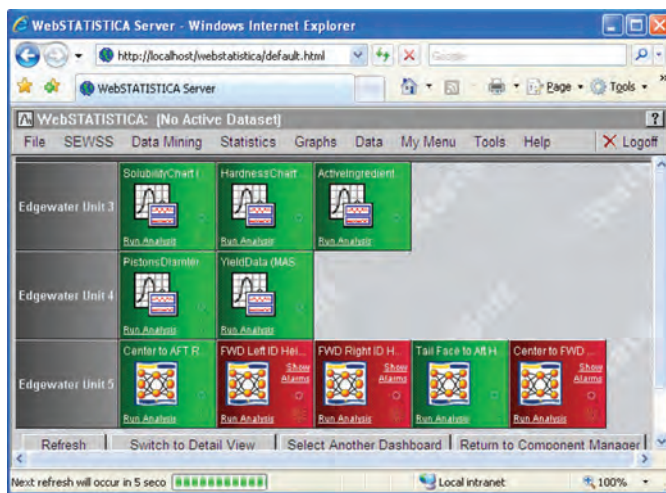 WebSTATISTICA Server - Windows Internet Explorer
http://localhost/webstatistica/default.html
Google
WebSTATISTICA Server
Page
Tools
WebSTATISTICA: [No Active Dataset]
File SEWSS Data Mining Statistics Graphs Data My Menu Tools Help Logoff
SolubilityChart ( HardnessChart ActiveIngredient
Edgewater Unit 3
Run Analysis Run Analysis Run Analysis
PistonsDiamter YieldData (MAS
Edgewater Unit 4
Run Analysis Run Analysis
Center to AFT R... FWD Left ID Hei... FWD Right ID H... Tail Face to Aft H Center to FWD ...
Show Alarms Show Alarms Show Alarms
Edgewater Unit 5
Run Analysis Run Analysis Run Analysis Run Analysis Run Analysis
Refresh Switch to Detail View Select Another Dashboard Return to Component Manager
Next refresh will occur in 5 seco Local intranet 100%